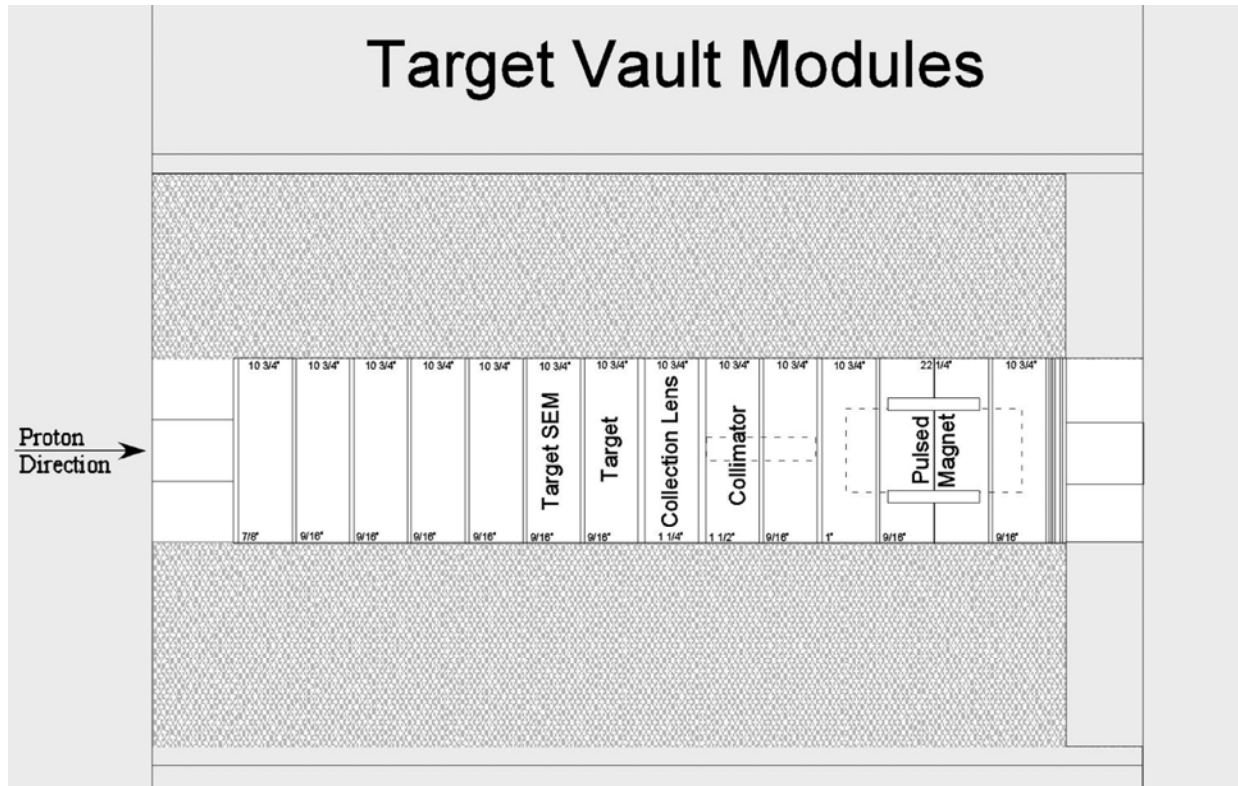 Target Vault Modules
10 3/4" 10 3/4" 10 3/4" 10 3/4" 10 3/4" 10 3/4" 10 3/4" 10 3/4" 10 3/4" 10 3/4" 10 3/4" 22 1/4" 10 3/4"
Proton
Direction
Target SEM
Target
Collection Lens
Collimator
Pulsed
Magnet
7/8" 9/16" 9/16" 9/16" 9/16" 9/16" 9/16" 1 1/4" 1 1/2" 9/16" 1" 9/16" 9/16"